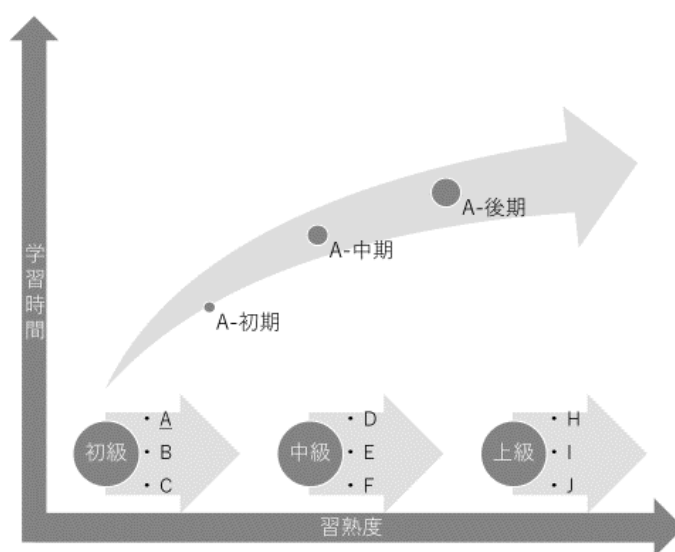 学習時間
A-後期
A-中期
A-初期
初級
・A
・B
・C
中級
・D
・E
・F
上級
・H
・I
・J
習熟度